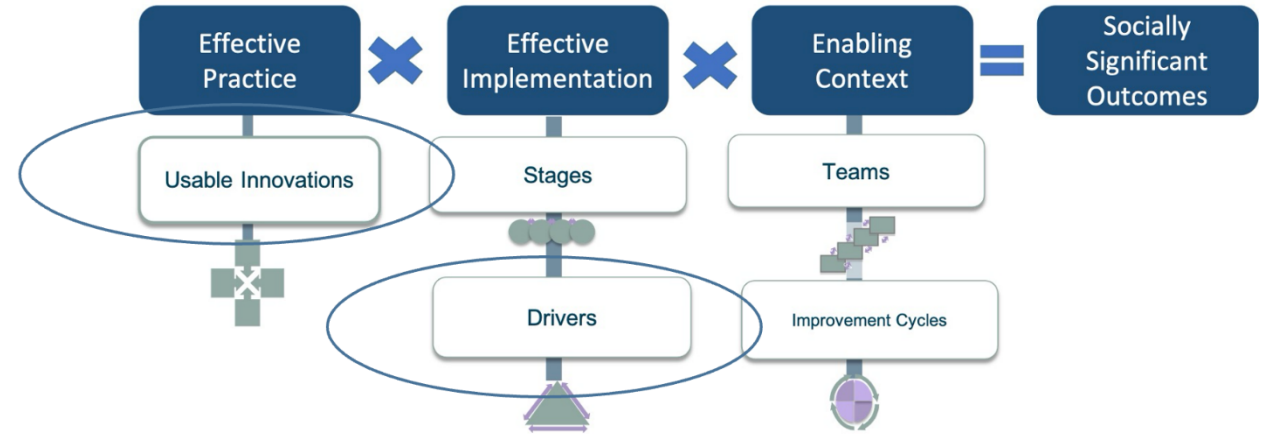 Effective
Practice
Effective
Implementation
Enabling
Context
Socially
Significant
Outcomes
Usable Innovations
Stages
Teams
Drivers
Improvement Cycles